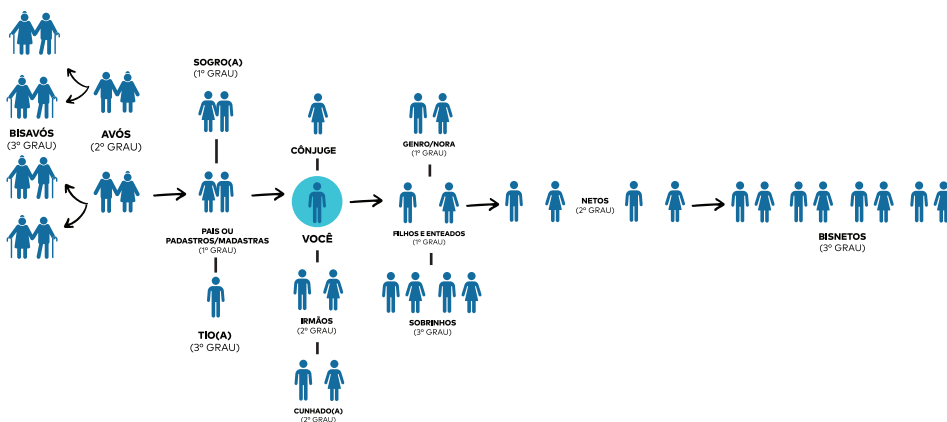 BISAVÓS
(3º GRAU)
AVÓS
(2º GRAU)
SOGRO(A)
(1º GRAU)
PAIS OU
PADASTROS/MADASTRAS
(1º GRAU)
TIO(A)
(3º GRAU)
CÔNJUGE
VOCÊ
IRMÃOS
(2º GRAU)
CUNHADO(A)
(2º GRAU)
GENRO/NORA
(1º GRAU)
FILHOS E ENTEADOS
(1º GRAU)
SOBRINHOS
(3º GRAU)
NETOS
(2º GRAU)
BISNETOS
(3º GRAU)